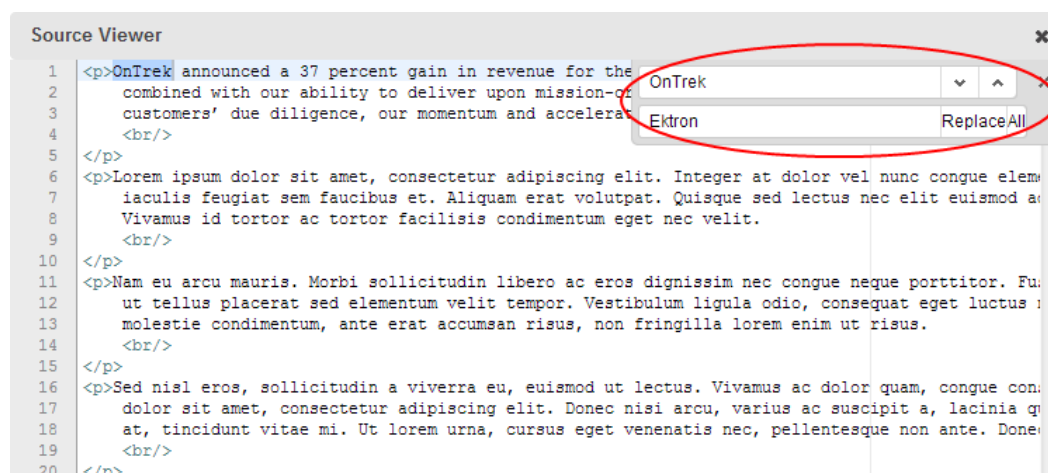 Source Viewer
1 <p>OnTrek announced a 37 percent gain in revenue for the
2 combined with our ability to deliver upon
3 customers’ due diligence, our momentum and
4 <br/>
5 </p>
6 <p>Lorem ipsum dolor sit amet, consectetur adipiscing elit. Integer at dolor vel nunc congue
7 iaculis feugiat sem faucibus et. Aliquam erat volutpat. Quisque sed lectus nec elit euismod
8 Vivamus id tortor ac tortor facilisis condimentum eget nec velit.
9 <br/>
10 </p>
11 <p>Nam eu arcu mauris. Morbi sollicitudin libero ac eros dignissim nec congue neque porttitor.
12 ut tellus placerat sed elementum velit tempor. Vestibulum ligula odio, consequat eget luctus
13 molestie condimentum, ante erat accumsan risus, non fringilla lorem enim ut risus.
14 <br/>
15 </p>
16 <p>Sed nisl eros, sollicitudin a viverra eu, euismod ut lectus. Vivamus ac dolor quam, congue
17 dolor sit amet, consectetur adipiscing elit. Donec nisi arcu, varius ac suscipit a, lacinia
18 at, tincidunt vitae mi. Ut lorem urna, cursus eget venenatis nec, pellentesque non ante.
19 <br/>
20 </p>
OnTrek
Ektron Replace All